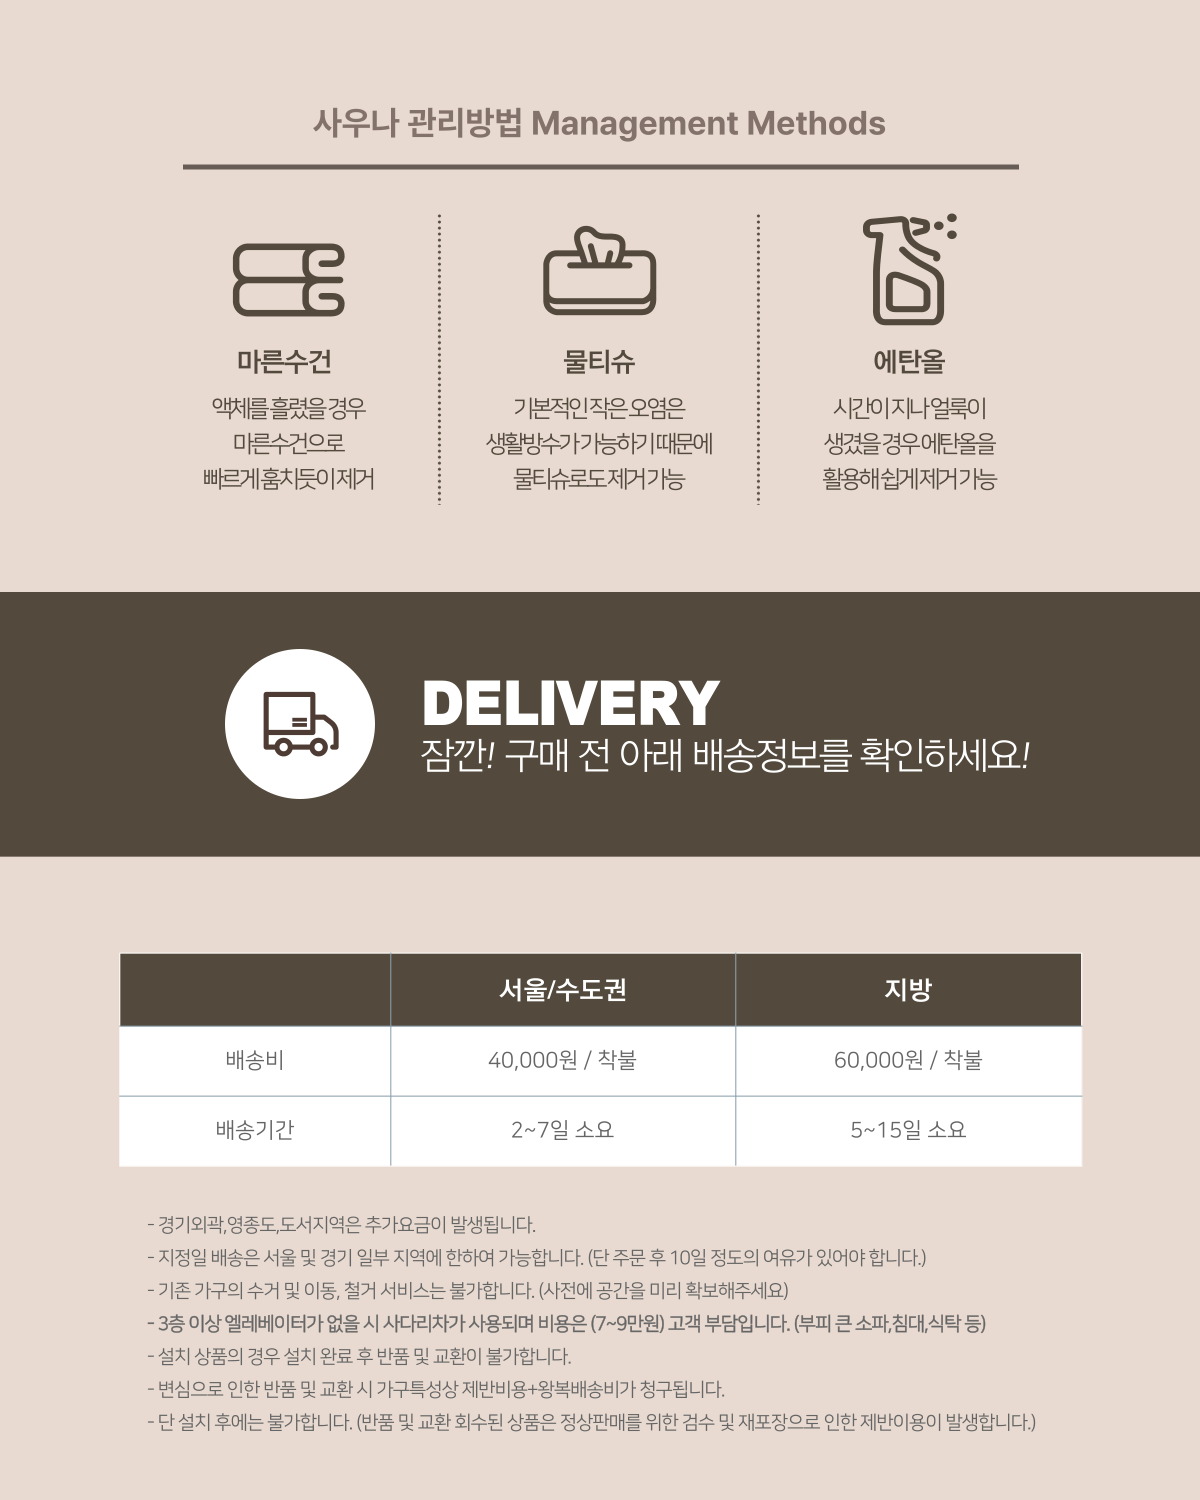 사우나 관리방법 Management Methods
마른수건
액체를 흘렸을 경우
마른수건으로
빠르게 훔치듯이 제거
물티슈
기본적인 작은 오염은
생활방수가 가능하기 때문에
물티슈로도 제거 가능
에탄올
시간이 지나 얼룩이
생겼을 경우 에탄올을
활용해 쉽게 제거 가능
DELIVERY
잠깐! 구매 전 아래 배송정보를 확인하세요!
서울/수도권 지방
배송비 40,000원 / 착불 60,000원 / 착불
배송기간 2~7일 소요 5~15일 소요
- 경기외곽,영종도,도서지역은 추가요금이 발생됩니다.
- 지정일 배송은 서울 및 경기 일부 지역에 한하여 가능합니다. (단 주문 후 10일 정도의 여유가 있어야 합니다.)
- 기존 가구의 수거 및 이동, 철거 서비스는 불가합니다. (사전에 공간을 미리 확보해주세요)
- 3층 이상 엘레베이터가 없을 시 사다리차가 사용되며 비용은 (7~9만원) 고객 부담입니다. (부피 큰 소파,침대,식탁 등)
- 설치 상품의 경우 설치 완료 후 반품 및 교환이 불가합니다.
- 변심으로 인한 반품 및 교환 시 가구특성상 제반비용+왕복배송비가 청구됩니다.
- 단 설치 후에는 불가합니다. (반품 및 교환 회수된 상품은 정상판매를 위한 검수 및 재포장으로 인한 제반이용이 발생합니다.)